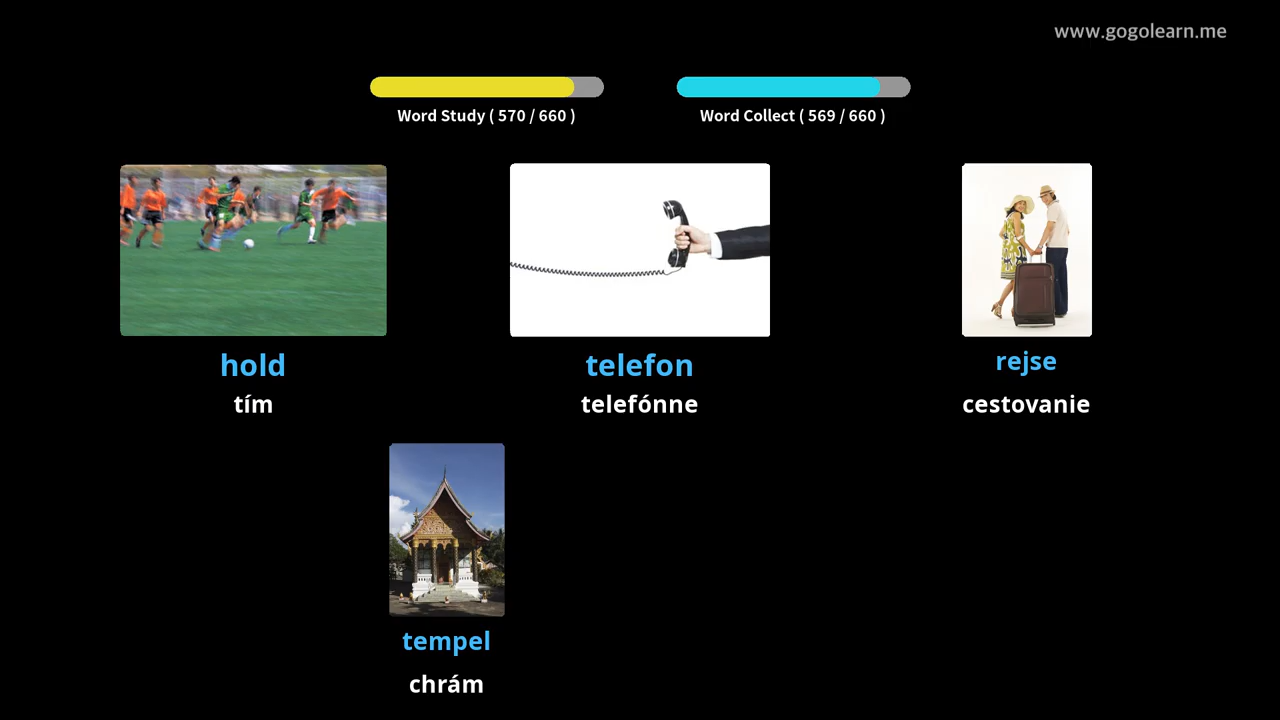 www.gogolearn.me
Word Study ( 570 / 660 )
Word Collect ( 569 / 660 )
hold
telefon
rejse
tím
telefónne
cestovanie
tempel
chrám